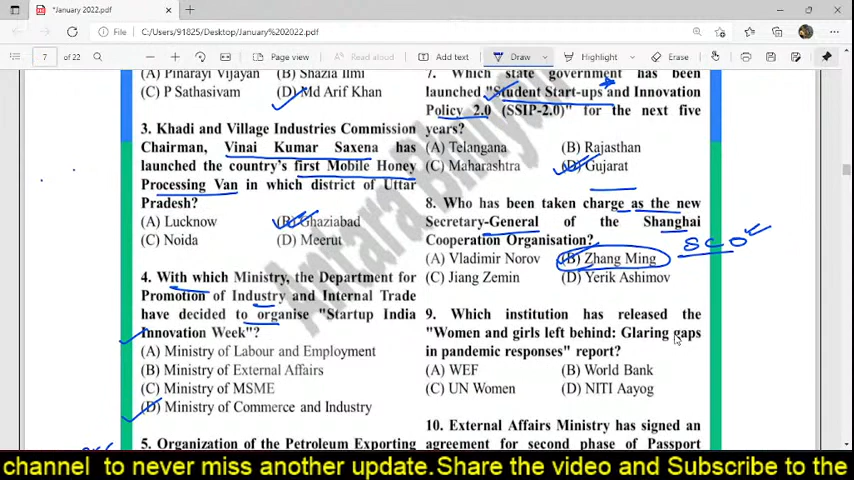 *January 2022.pdf
File
C:/Users/91825/Desktop/January%202022.pdf
7
of 22
Page view
Read aloud
Add text
Draw
Highlight
Erase
(A) Pinarayi Vijayan (B) Shazia Ilmi
(C) P Sathasivam (D) Md Arif Khan
3. Khadi and Village Industries Commission
Chairman, Vinai Kumar Saxena has
launched the country's first Mobile Honey
Processing Van in which district of Uttar
Pradesh?
(A) Lucknow (B) Ghaziabad
(C) Noida (D) Meerut
4. With which Ministry, the Department for
Promotion of Industry and Internal Trade
have decided to organise "Startup India
Innovation Week"?
(A) Ministry of Labour and Employment
(B) Ministry of External Affairs
(C) Ministry of MSME
(D) Ministry of Commerce and Industry
5. Organization of the Petroleum Exporting
7. Which state government has been
launched "Student Start-ups and Innovation
Policy 2.0 (SSIP-2.0)" for the next five
years?
(A) Telangana (B) Rajasthan
(C) Maharashtra (D) Gujarat
8. Who has been taken charge as the new
Secretary-General of the Shanghai
Cooperation Organisation?
SCO
(A) Vladimir Norov (B) Zhang Ming
(C) Jiang Zemin (D) Yerik Ashimov
9. Which institution has released the
"Women and girls left behind: Glaring gaps
in pandemic responses" report?
(A) WEF (B) World Bank
(C) UN Women (D) NITI Aayog
10. External Affairs Ministry has signed an
agreement for second phase of Passport
channel to never miss another update.Share the video and Subscribe to the